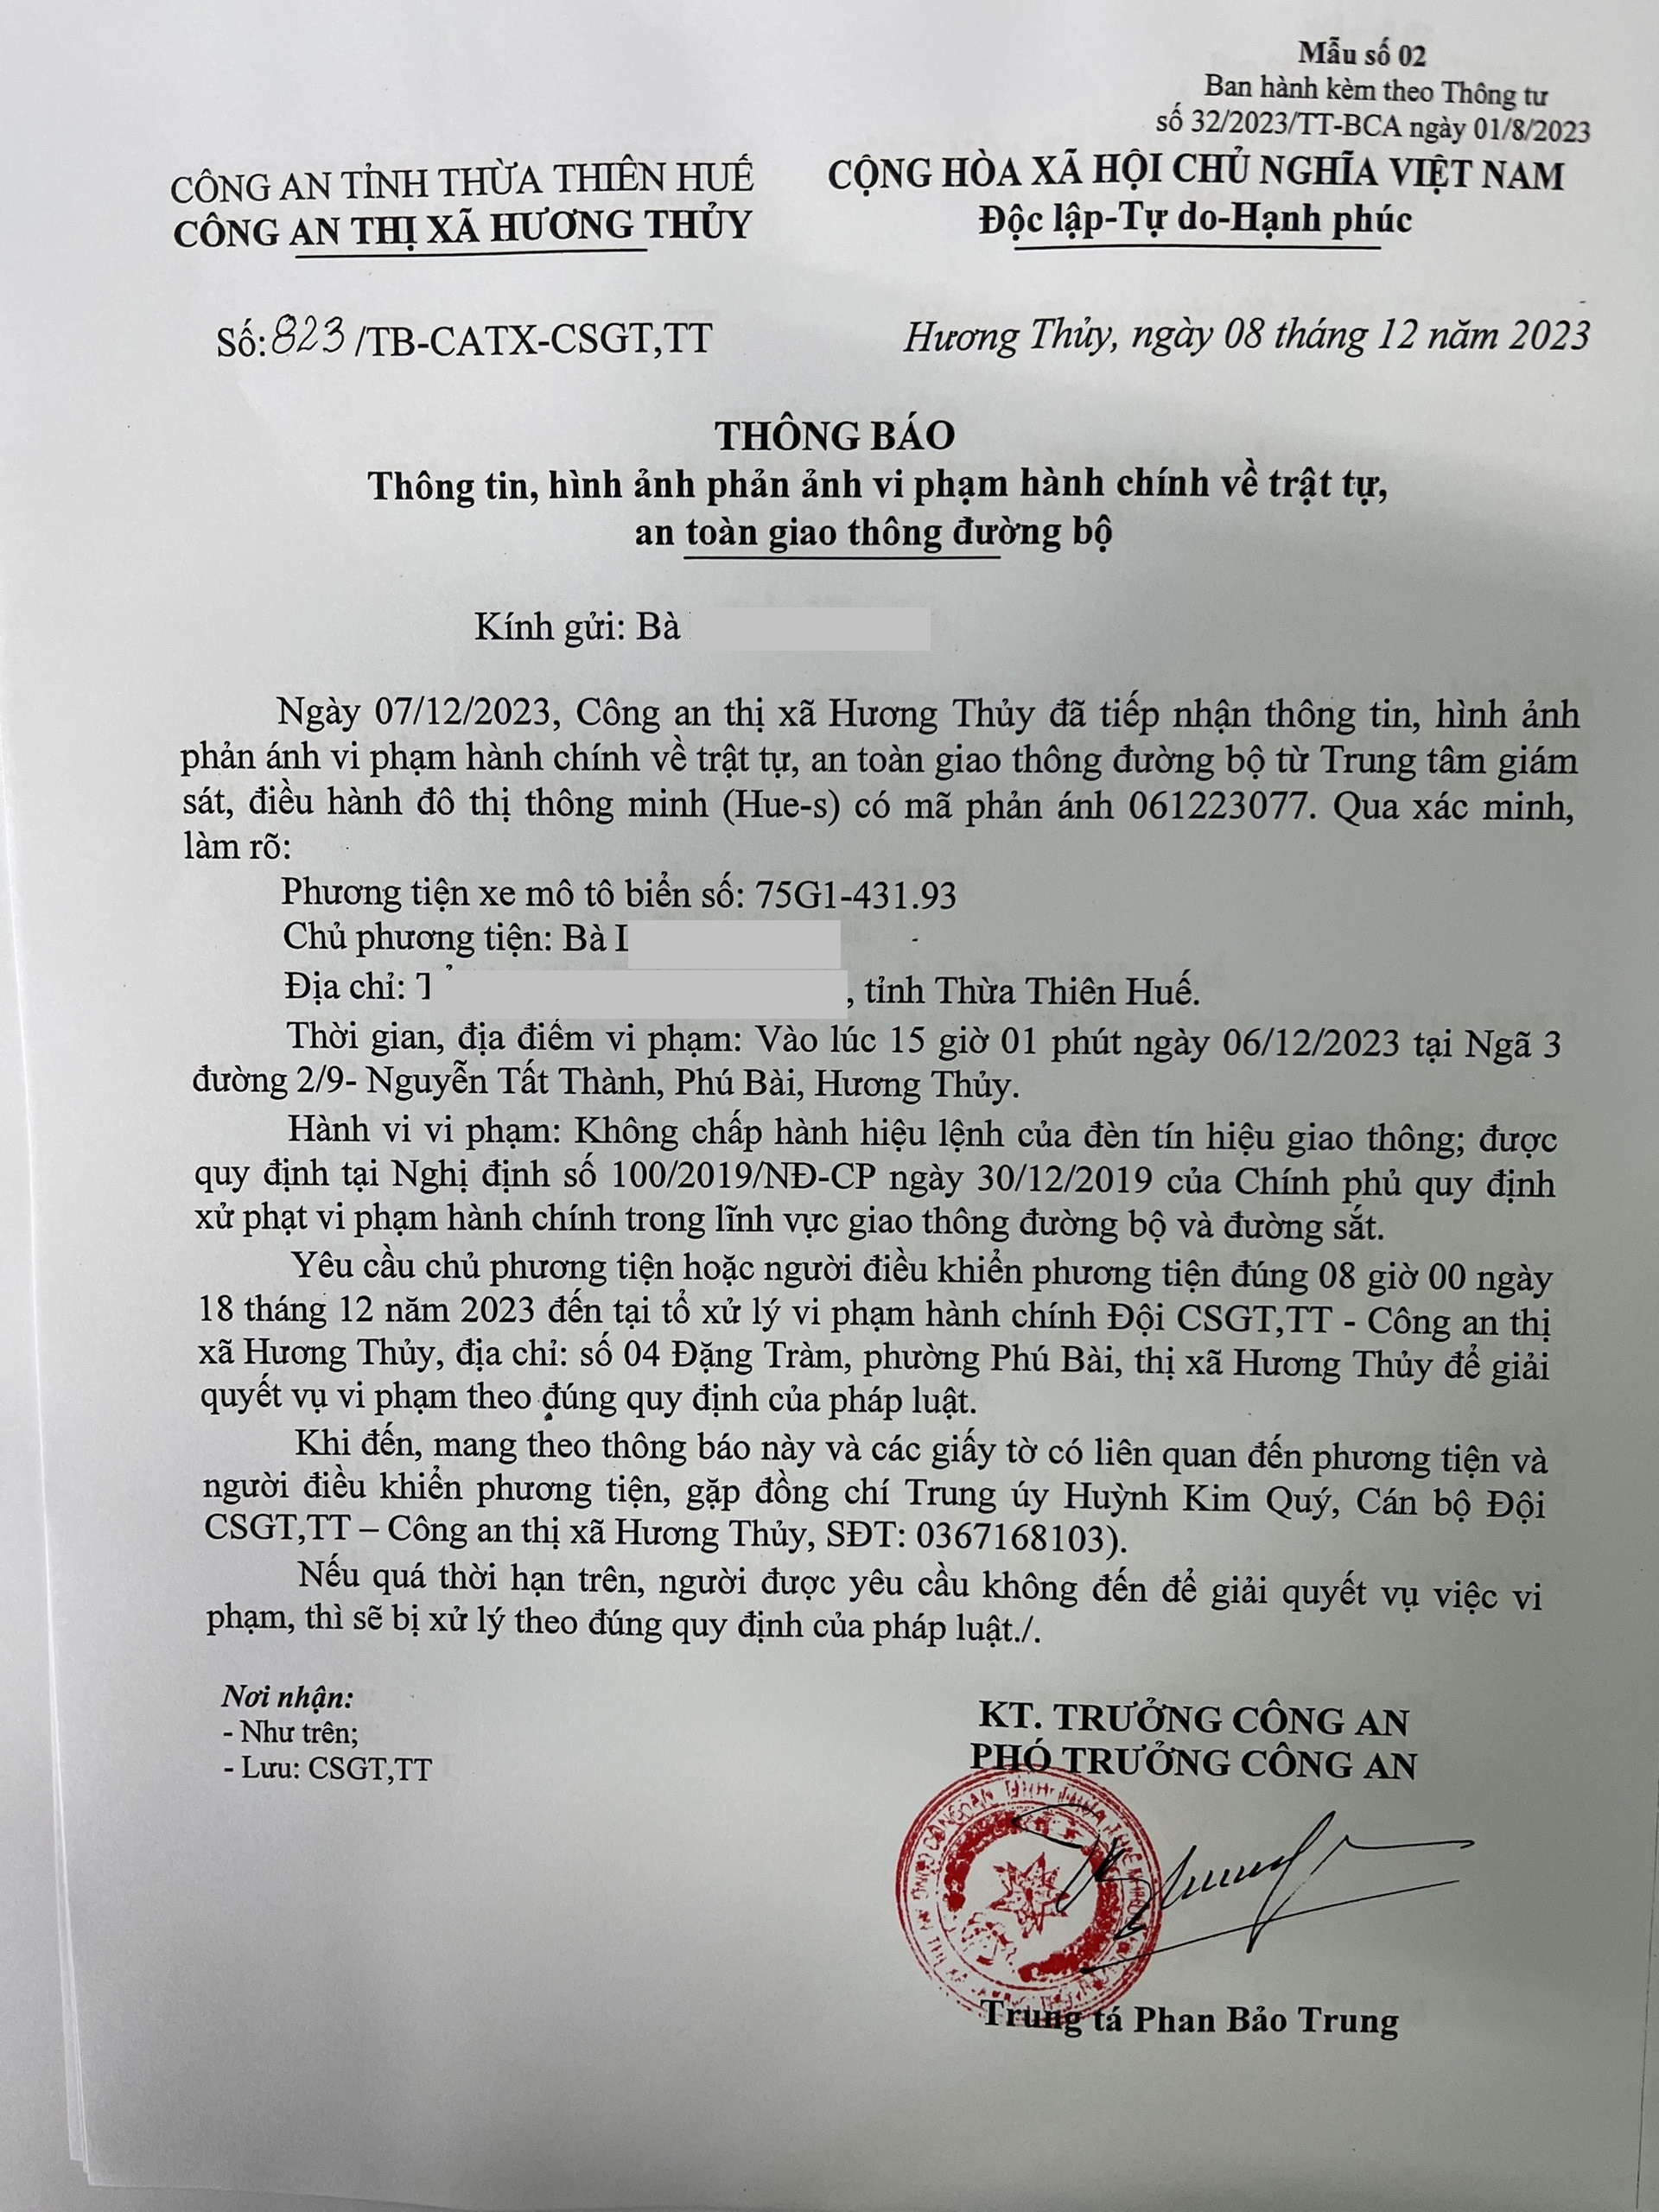 Mẫu số 02
Ban hành kèm theo Thông tư
số 32/2023/TT-BCA ngày 01/8/2023
CÔNG AN TỈNH THỪA THIÊN HUẾ
CÔNG AN THỊ XÃ HƯƠNG THỦY
CỘNG HÒA XÃ HỘI CHỦ NGHĨA VIỆT NAM
Độc lập-Tự do-Hạnh phúc
Số: 823 /TB-CATX-CSGT,TT
Hương Thủy, ngày 08 tháng 12 năm 2023
THÔNG BÁO
Thông tin, hình ảnh phản ảnh vi phạm hành chính về trật tự,
an toàn giao thông đường bộ
Kính gửi: Bà
Ngày 07/12/2023, Công an thị xã Hương Thủy đã tiếp nhận thông tin, hình ảnh
phản ánh vi phạm hành chính về trật tự, an toàn giao thông đường bộ từ Trung tâm giám
sát, điều hành đô thị thông minh (Hue-s) có mã phản ánh 061223077. Qua xác minh,
làm rõ:
Phương tiện xe mô tô biển số: 75G1-431.93
Chủ phương tiện: Bà
Địa chỉ: , tỉnh Thừa Thiên Huế.
Thời gian, địa điểm vi phạm: Vào lúc 15 giờ 01 phút ngày 06/12/2023 tại Ngã 3
đường 2/9- Nguyễn Tất Thành, Phú Bài, Hương Thủy.
Hành vi vi phạm: Không chấp hành hiệu lệnh của đèn tín hiệu giao thông; được
quy định tại Nghị định số 100/2019/NĐ-CP ngày 30/12/2019 của Chính phủ quy định
xử phạt vi phạm hành chính trong lĩnh vực giao thông đường bộ và đường sắt.
Yêu cầu chủ phương tiện hoặc người điều khiển phương tiện đúng 08 giờ 00 ngày
18 tháng 12 năm 2023 đến tại tổ xử lý vi phạm hành chính Đội CSGT,TT - Công an thị
xã Hương Thủy, địa chỉ: số 04 Đặng Tràm, phường Phú Bài, thị xã Hương Thủy để giải
quyết vụ vi phạm theo đúng quy định của pháp luật.
Khi đến, mang theo thông báo này và các giấy tờ có liên quan đến phương tiện và
người điều khiển phương tiện, gặp đồng chí Trung úy Huỳnh Kim Quý, Cán bộ Đội
CSGT,TT – Công an thị xã Hương Thủy, SĐT: 0367168103).
Nếu quá thời hạn trên, người được yêu cầu không đến để giải quyết vụ việc vi
phạm, thì sẽ bị xử lý theo đúng quy định của pháp luật./.
Nơi nhận:
- Như trên;
- Lưu: CSGT,TT
KT. TRƯỞNG CÔNG AN
PHÓ TRƯỞNG CÔNG AN
Trung tá Phan Bảo Trung